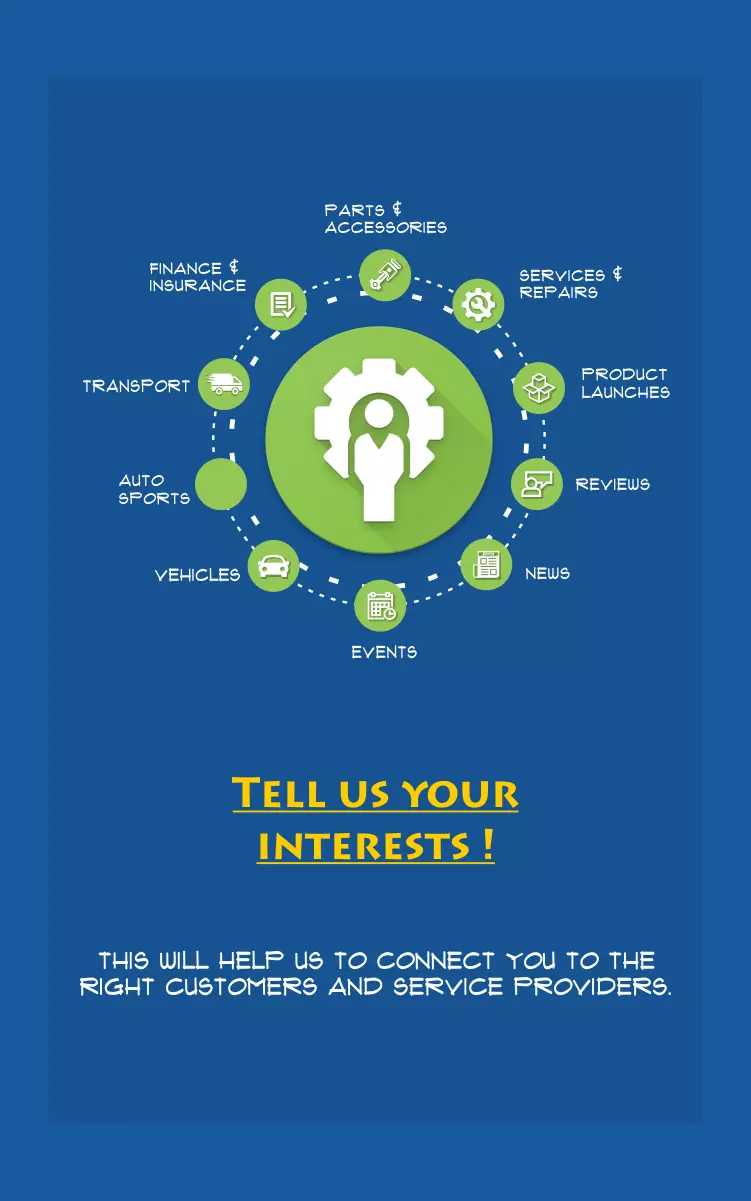 PARTS &
ACCESSORIES
FINANCE &
INSURANCE
SERVICES &
REPAIRS
TRANSPORT
PRODUCT
LAUNCHES
AUTO
SPORTS
REVIEWS
VEHICLES
NEWS
EVENTS
TELL US YOUR
INTERESTS !
THIS WILL HELP US TO CONNECT YOU TO THE
RIGHT CUSTOMERS AND SERVICE PROVIDERS.